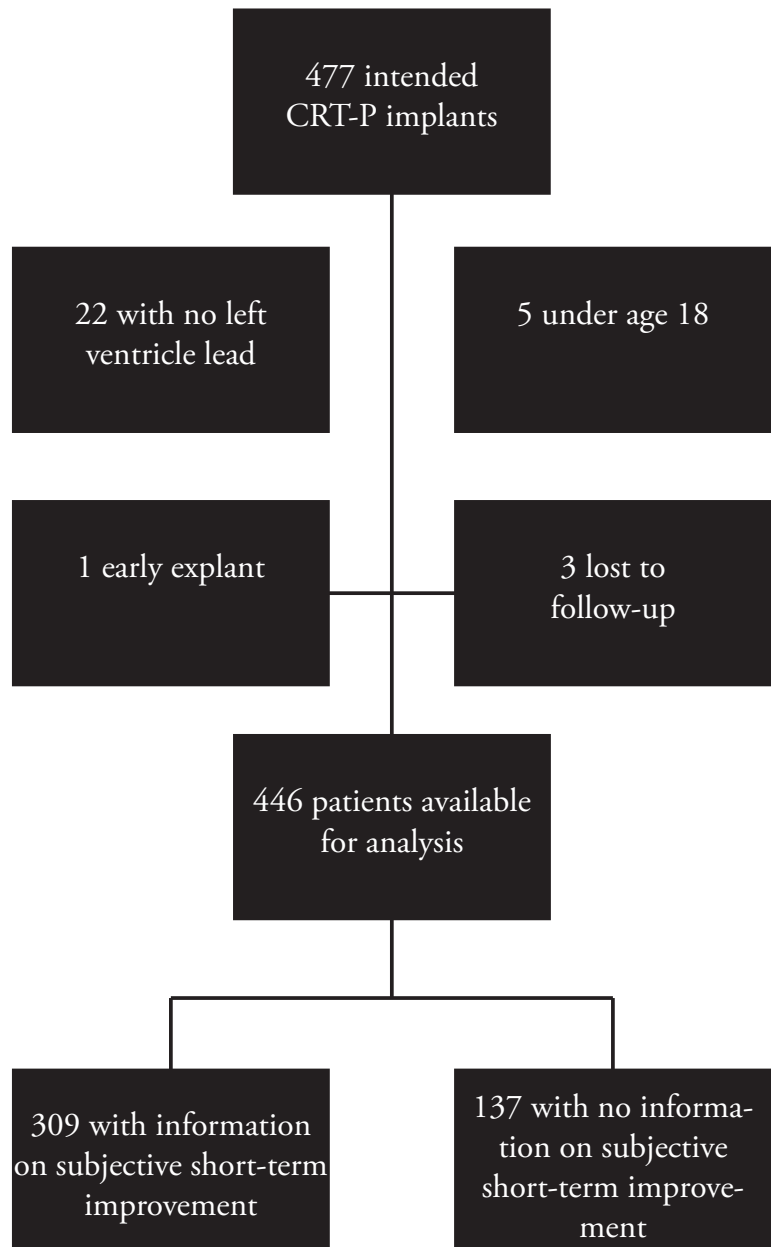 477 intended
CRT-P implants
22 with no left
ventricle lead
5 under age 18
1 early explant
3 lost to
follow-up
446 patients available
for analysis
309 with information
on subjective short-term
improvement
137 with no informa-
tion on subjective
short-term improve-
ment